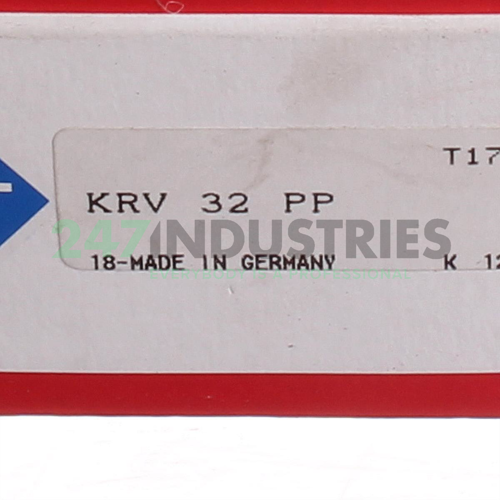 T17
KRV 32 PP
247INDUSTRIES
18-MADE IN GERMANY K 12